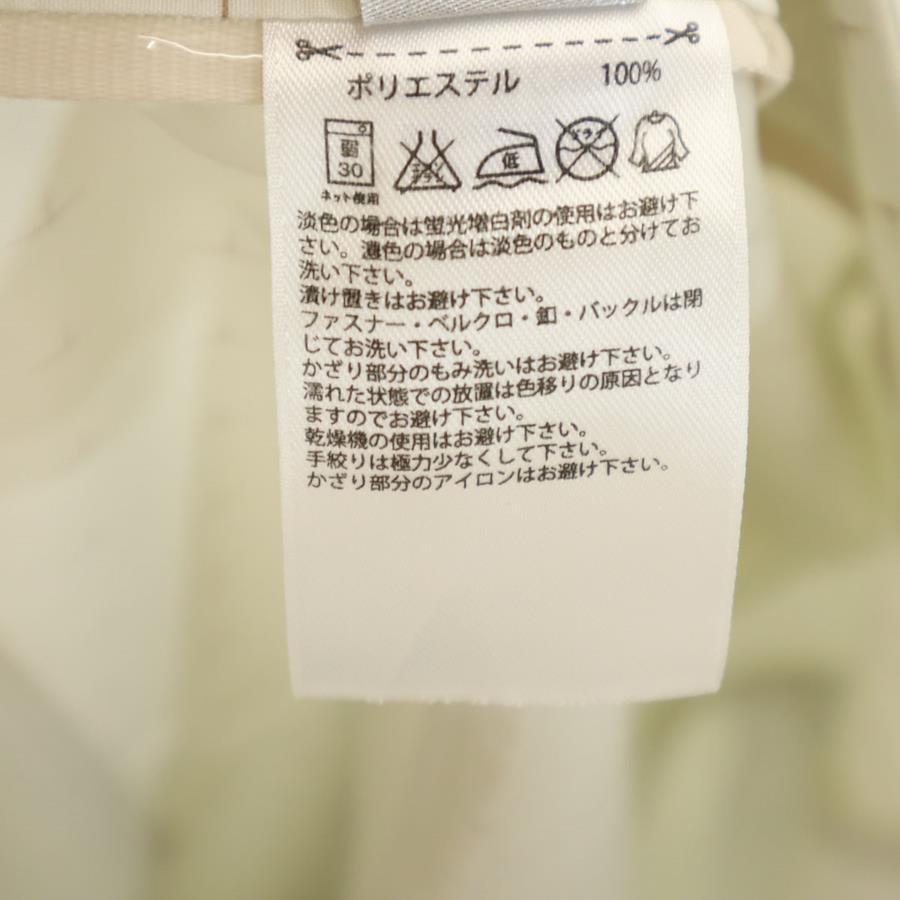 ポリエステル 100%
弱 30 エンソサラシ 低 ドライ
ネット使用
淡色の場合は蛍光増白剤の使用はお避け下
さい。濃色の場合は淡色のものと分けてお
洗い下さい。
漬け置きはお避け下さい。
ファスナー・ベルクロ・釦・バックルは閉
じてお洗い下さい。
かざり部分のもみ洗いはお避け下さい。
濡れた状態での放置は色移りの原因となり
ますのでお避け下さい。
乾燥機の使用はお避け下さい。
手絞りは極力少なくして下さい。
かざり部分のアイロンはお避け下さい。